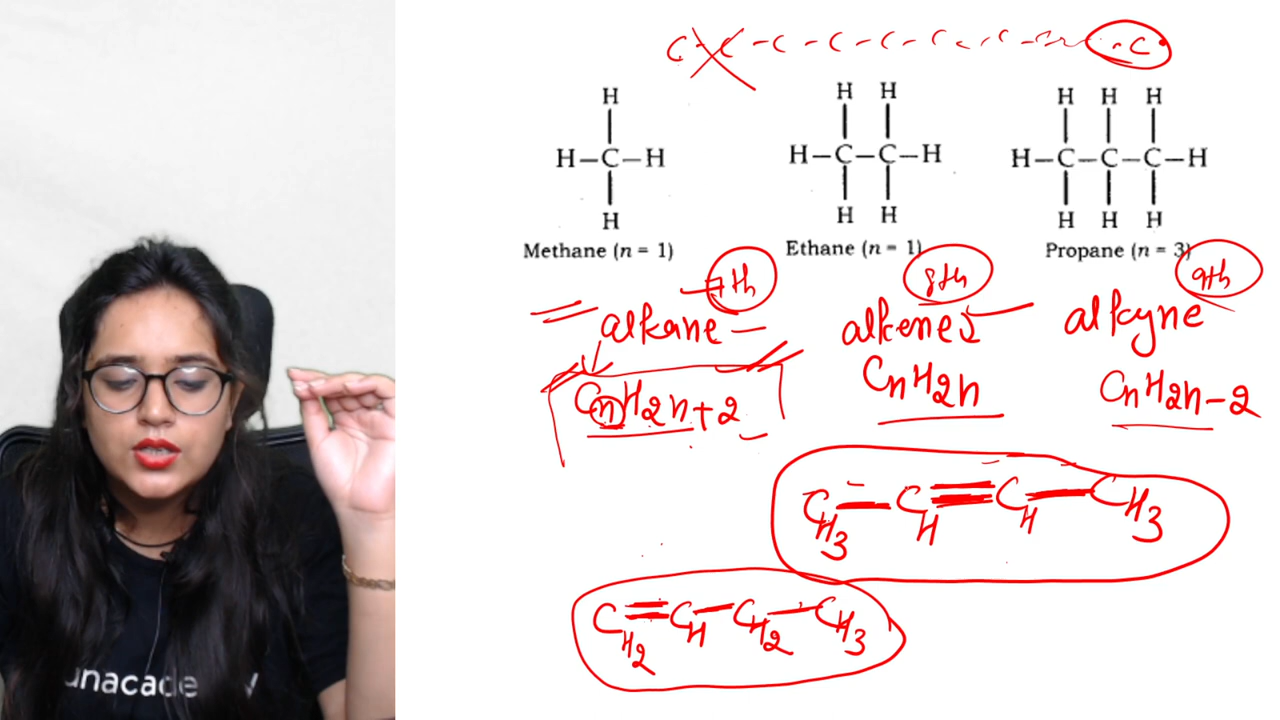 C - C - C - C - C - C - C - C
H H H H H H
H–C–H H–C–C–H H–C–C–C–H
H H H H H H
Methane (n = 1) Ethane (n = 1) Propane (n = 3)
7th 8th 9th
alkane alkenes alkyne
CnH2n+2 CnH2n CnH2n-2
CH3 — CH ≡ CH — CH3
CH2 = CH — CH2 — CH3
unacade